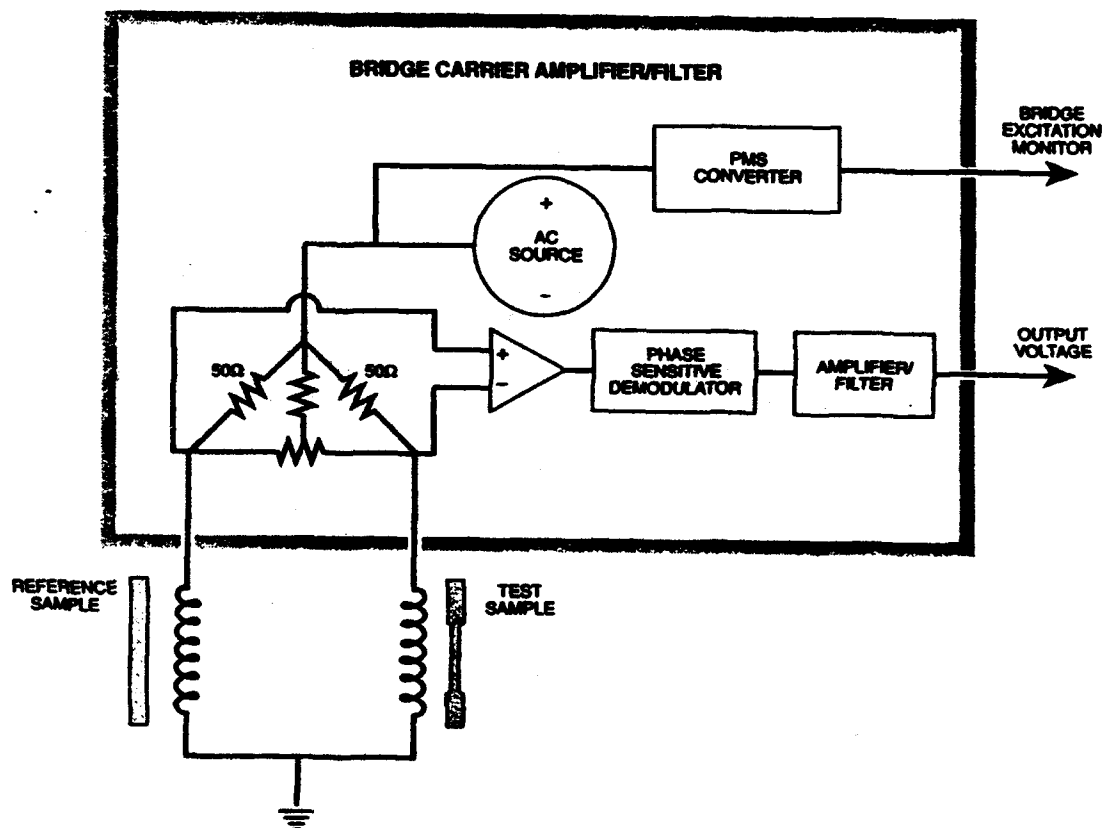 BRIDGE CARRIER AMPLIFIER/FILTER
BRIDGE
EXCITATION
MONITOR
PMS
CONVERTER
+
AC
SOURCE
-
OUTPUT
VOLTAGE
50Ω
50Ω
+
-
PHASE
SENSITIVE
DEMODULATOR
AMPLIFIER/
FILTER
REFERENCE
SAMPLE
TEST
SAMPLE